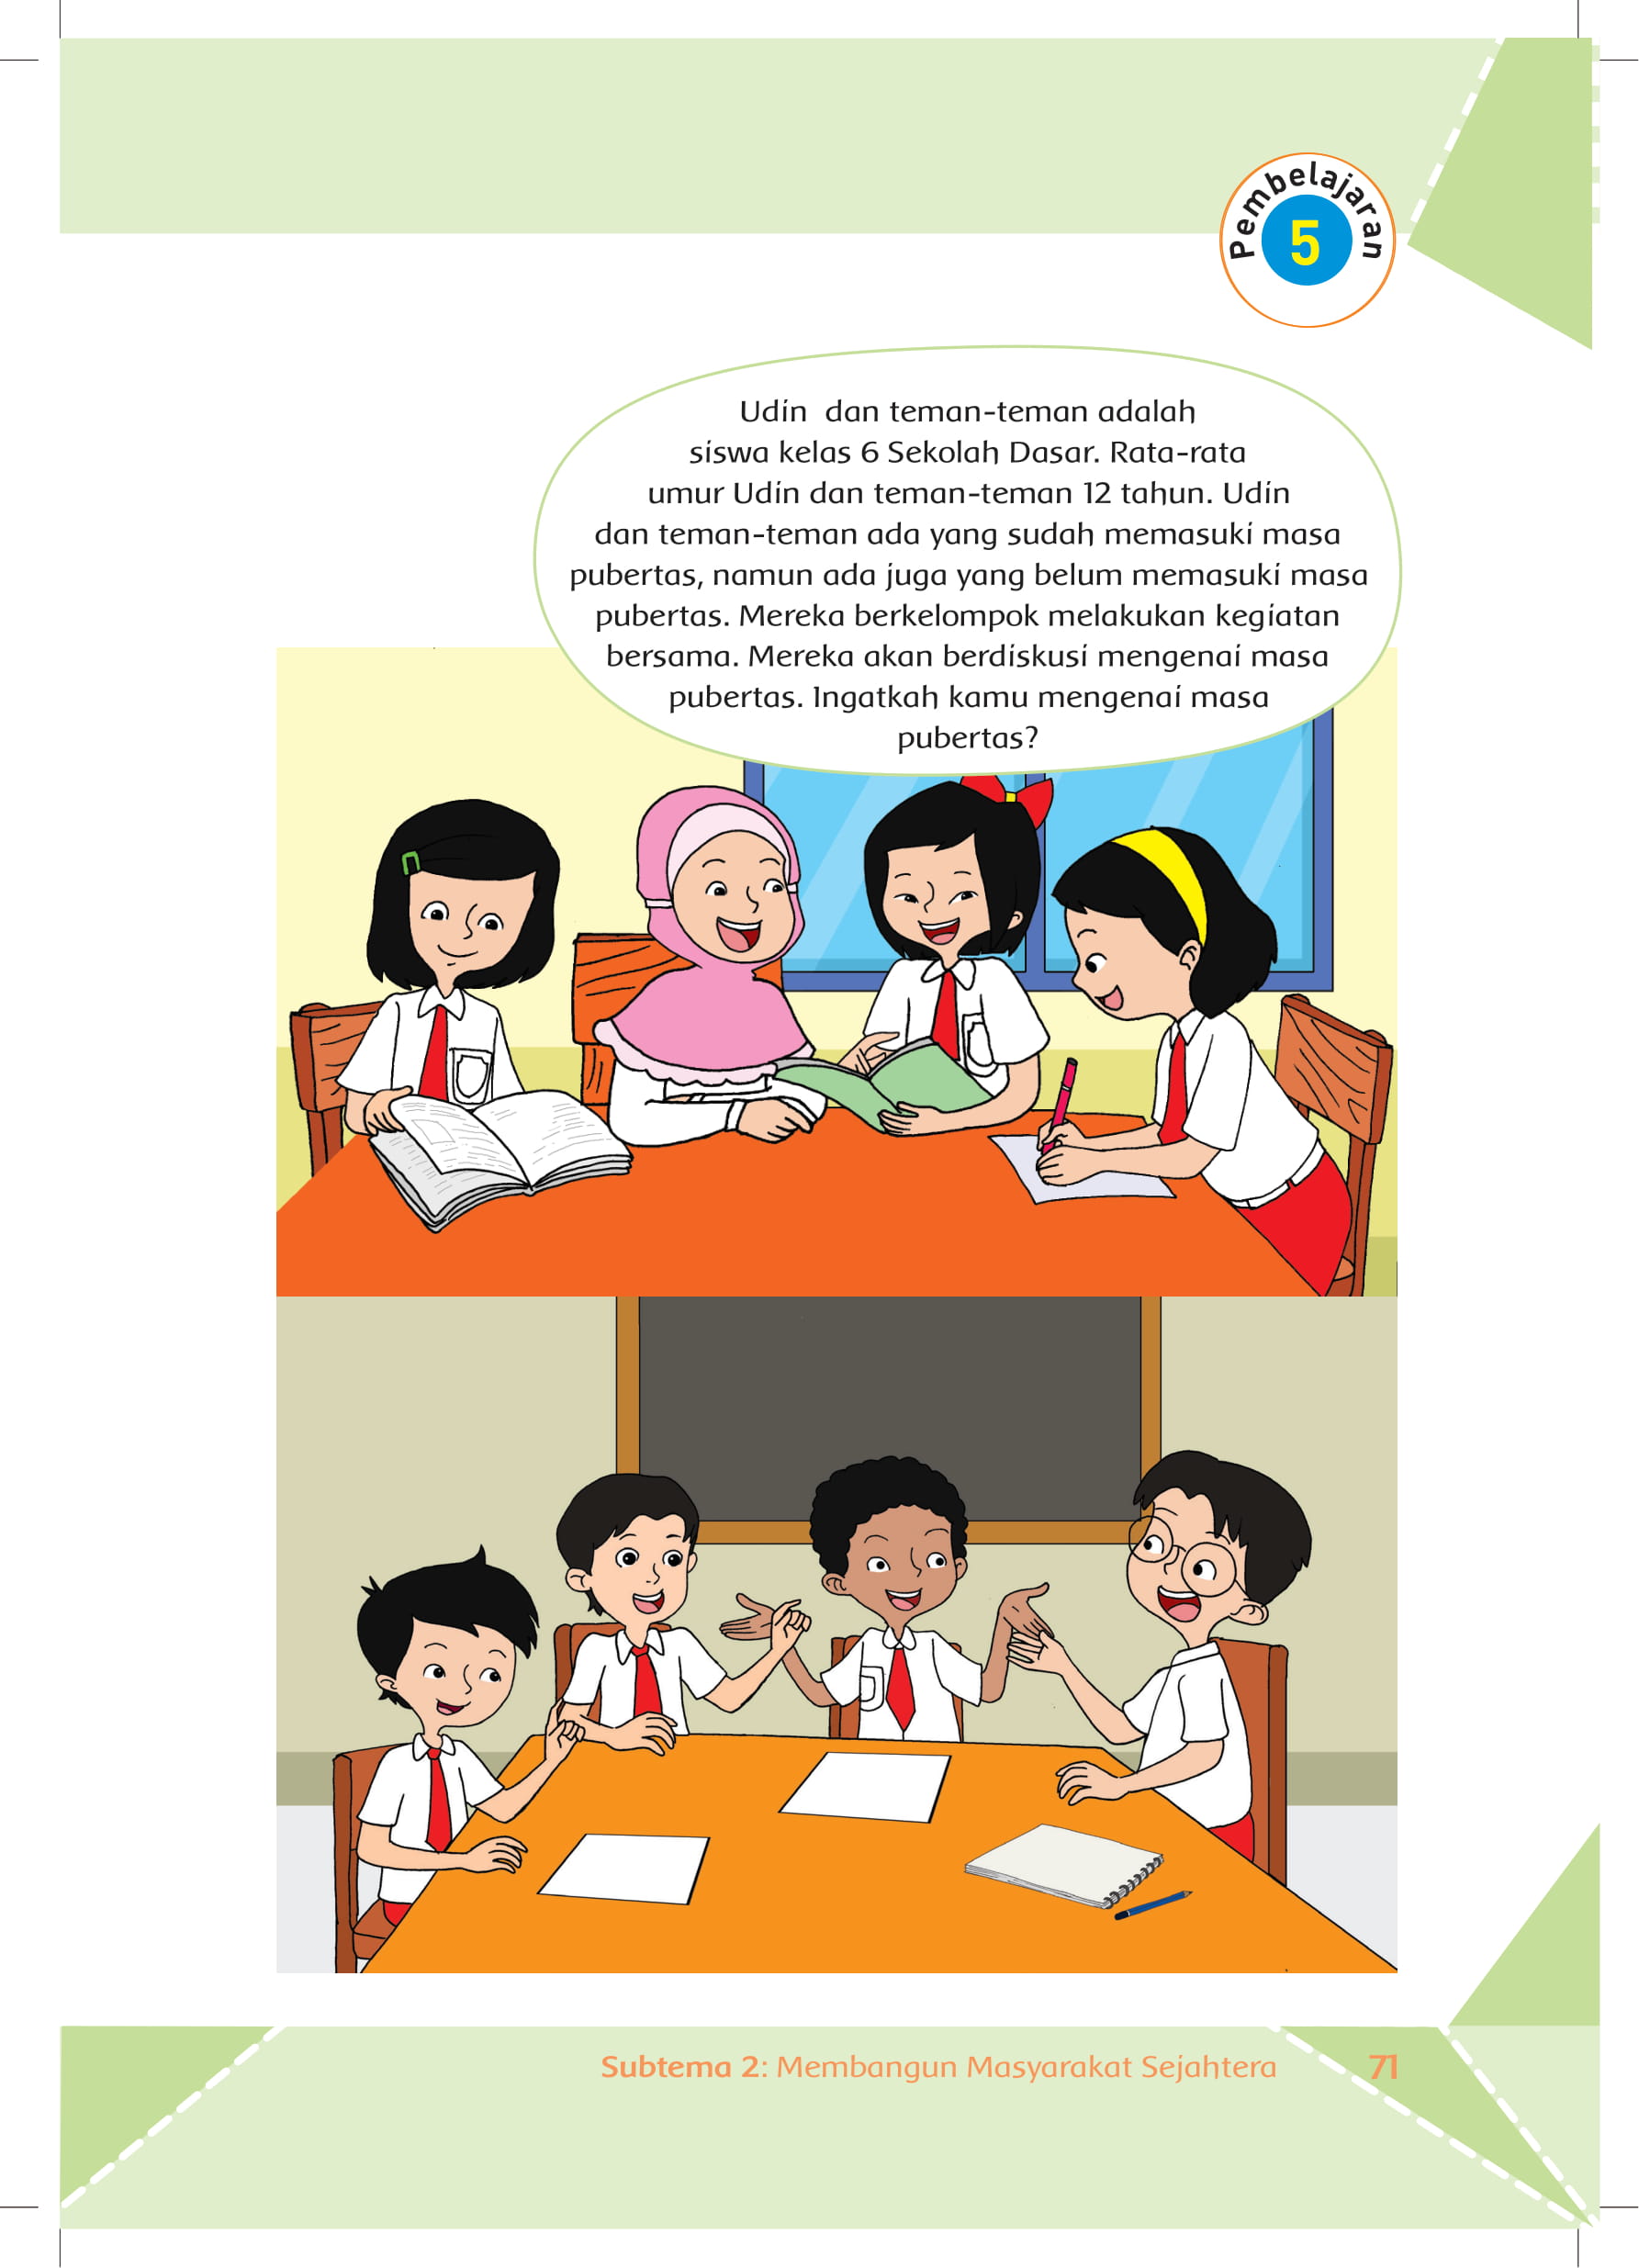 Pembelajaran
5
Udin dan teman-teman adalah
siswa kelas 6 Sekolah Dasar. Rata-rata
umur Udin dan teman-teman 12 tahun. Udin
dan teman-teman ada yang sudah memasuki masa
pubertas, namun ada juga yang belum memasuki masa
pubertas. Mereka berkelompok melakukan kegiatan
bersama. Mereka akan berdiskusi mengenai masa
pubertas. Ingatkah kamu mengenai masa
pubertas?
Subtema 2: Membangun Masyarakat Sejahtera 71